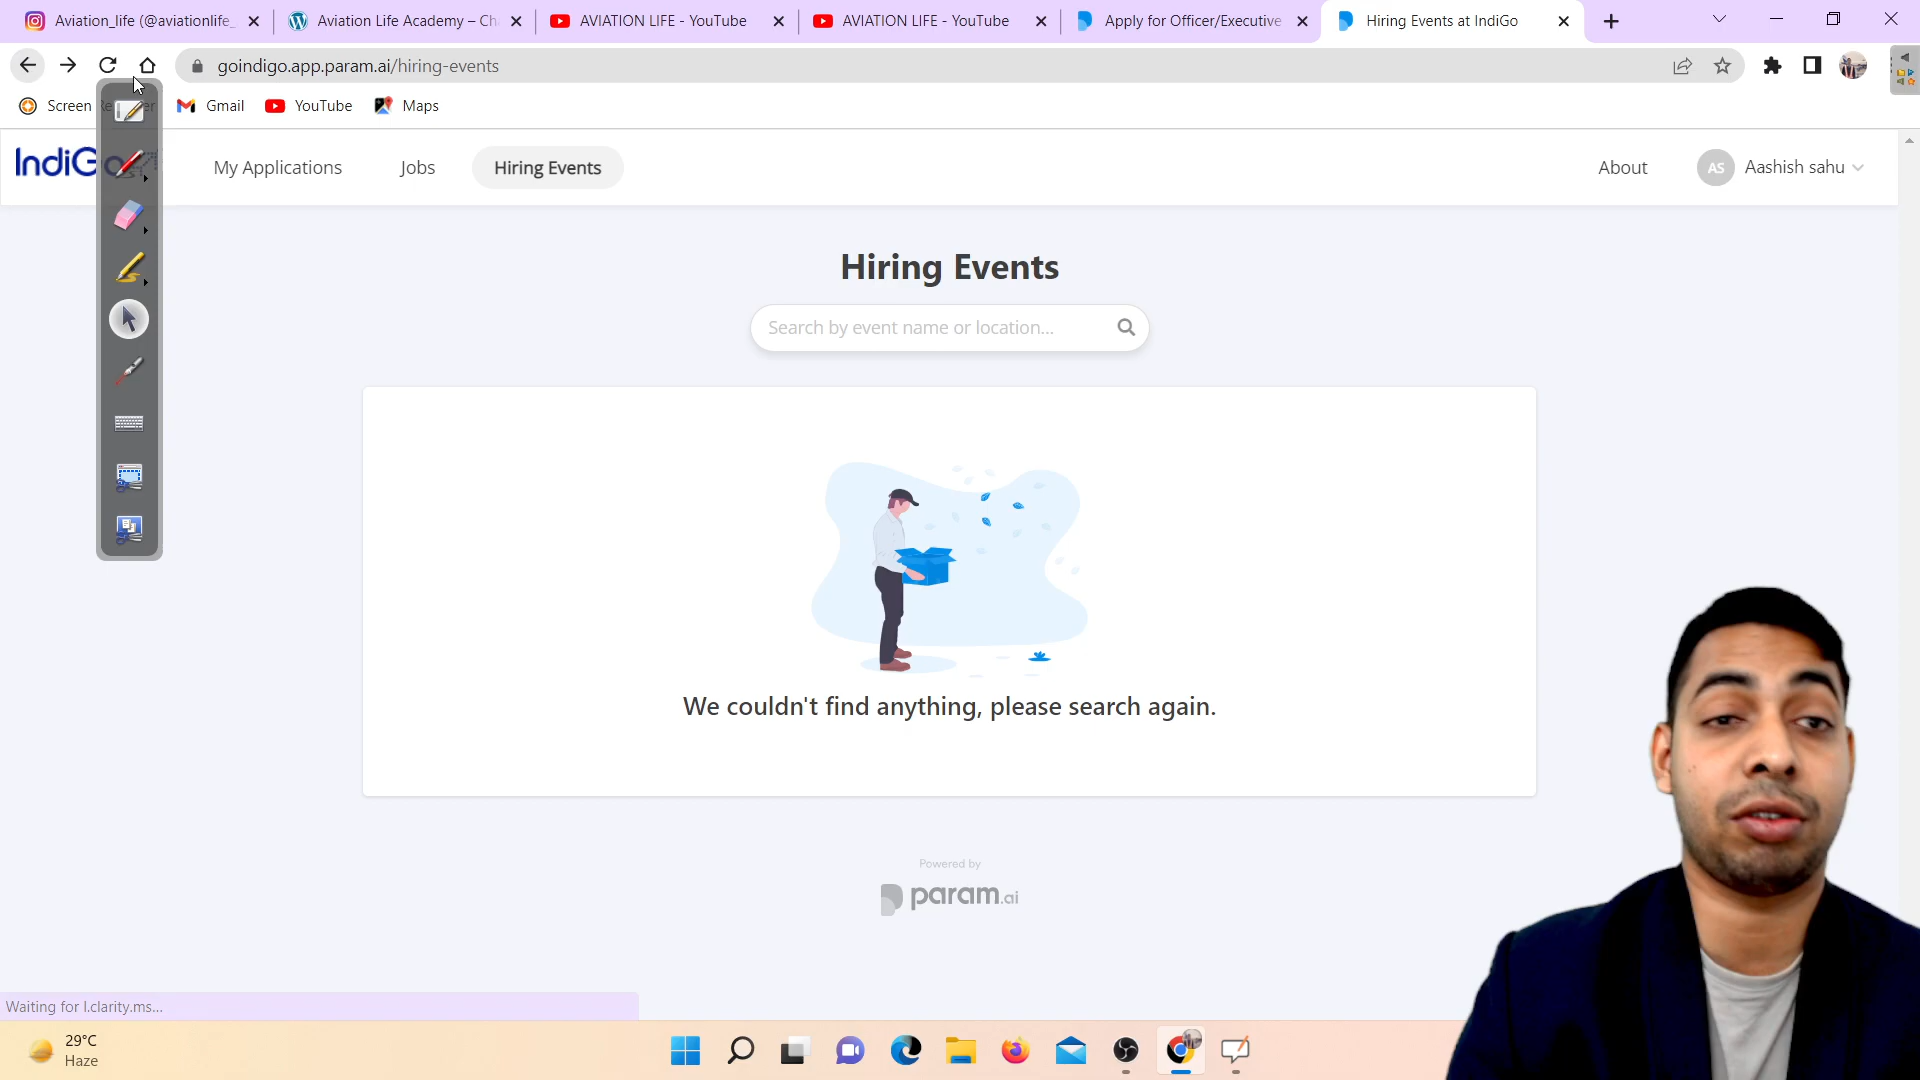 Aviation_life (@aviationlife_
Aviation Life Academy – Ch
AVIATION LIFE - YouTube
AVIATION LIFE - YouTube
Apply for Officer/Executive
Hiring Events at IndiGo
goindigo.app.param.ai/hiring-events
Screen
Gmail
YouTube
Maps
IndiGo
My Applications
Jobs
Hiring Events
About
AS
Aashish sahu
Hiring Events
Search by event name or location...
We couldn't find anything, please search again.
Powered by
param.ai
Waiting for l.clarity.ms...
29°C
Haze